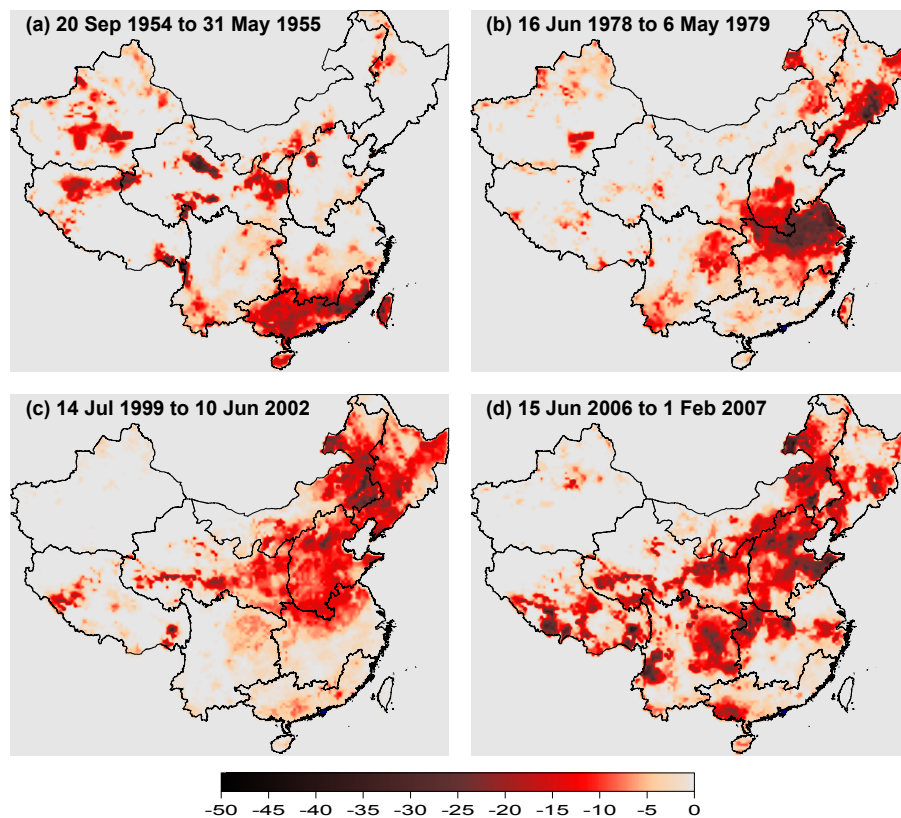 (a) 20 Sep 1954 to 31 May 1955
(b) 16 Jun 1978 to 6 May 1979
(c) 14 Jul 1999 to 10 Jun 2002
(d) 15 Jun 2006 to 1 Feb 2007
-50 -45 -40 -35 -30 -25 -20 -15 -10 -5 0